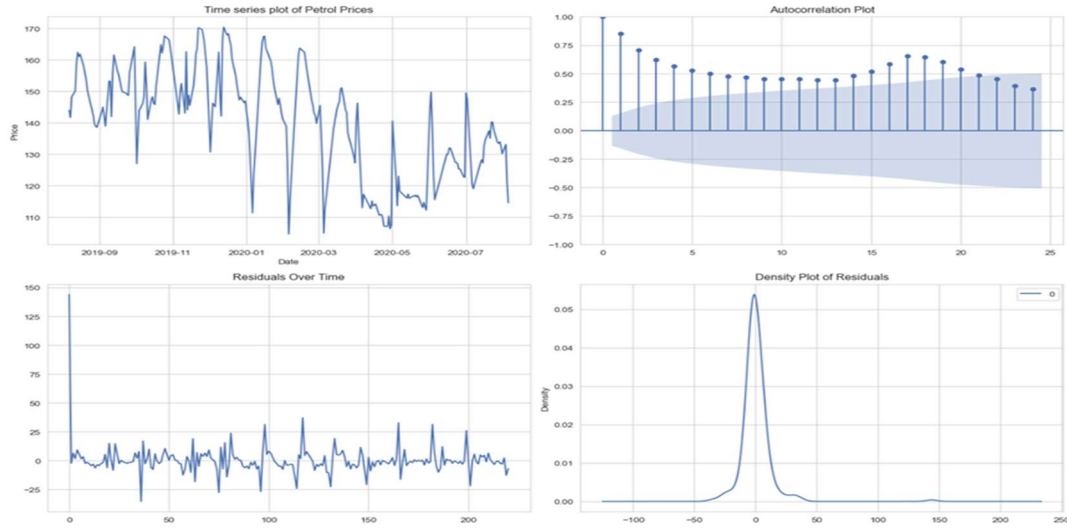 Time series plot of Petrol Prices
170
160
150
140
130
120
110
Price
2019-09 2019-11 2020-01 2020-03 2020-05 2020-07
Date
Autocorrelation Plot
1.00
0.75
0.50
0.25
0.00
−0.25
−0.50
−0.75
−1.00
0 5 10 15 20 25
Residuals Over Time
150
125
100
75
50
25
0
−25
0 50 100 150 200
Density Plot of Residuals
0
0.05
0.04
0.03
0.02
0.01
0.00
Density
−100 −50 0 50 100 150 200 250